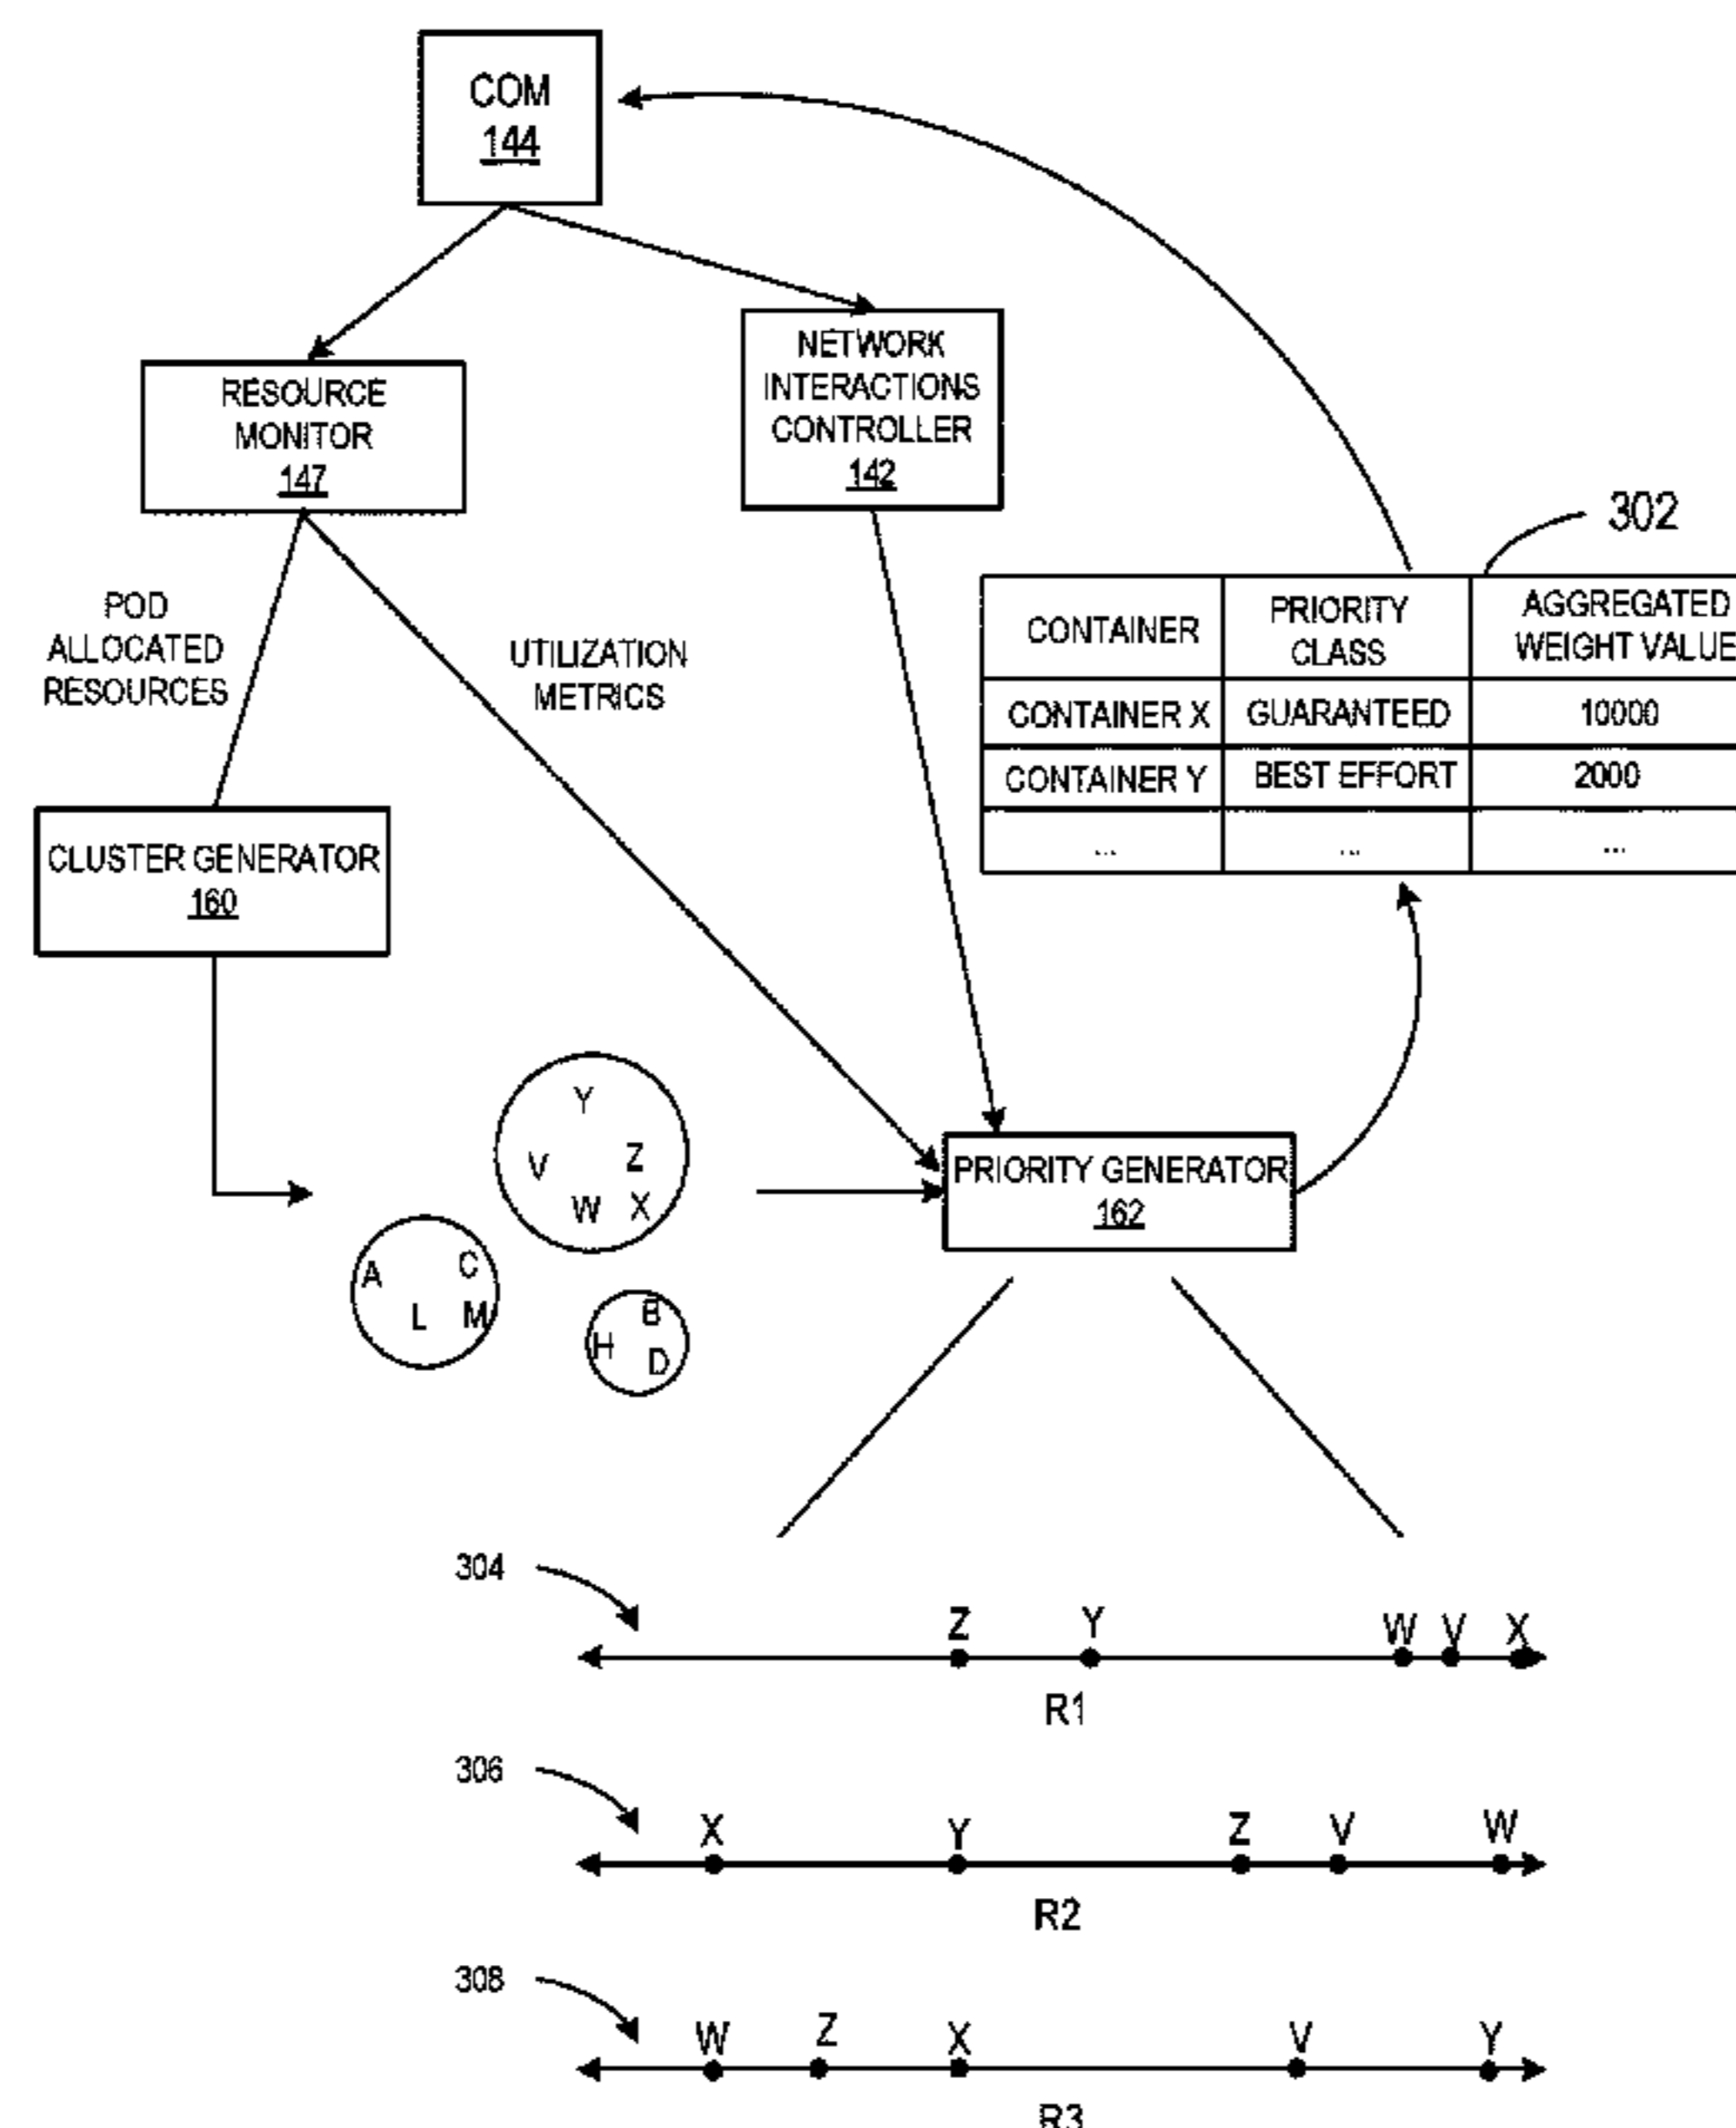 COM
144
NETWORK
INTERACTIONS
CONTROLLER
142
RESOURCE
MONITOR
147
302
POD
ALLOCATED
RESOURCES
UTILIZATION
METRICS
CONTAINER
PRIORITY
CLASS
AGGREGATED
WEIGHT VALUE
CONTAINER X
GUARANTEED
10000
CONTAINER Y
BEST EFFORT
2000
...
...
...
CLUSTER GENERATOR
160
Y
V
Z
W
X
A
C
L
M
B
H
D
PRIORITY GENERATOR
162
304
Z
Y
W
V
X
R1
306
X
Y
Z
V
W
R2
308
W
Z
X
V
Y
R3